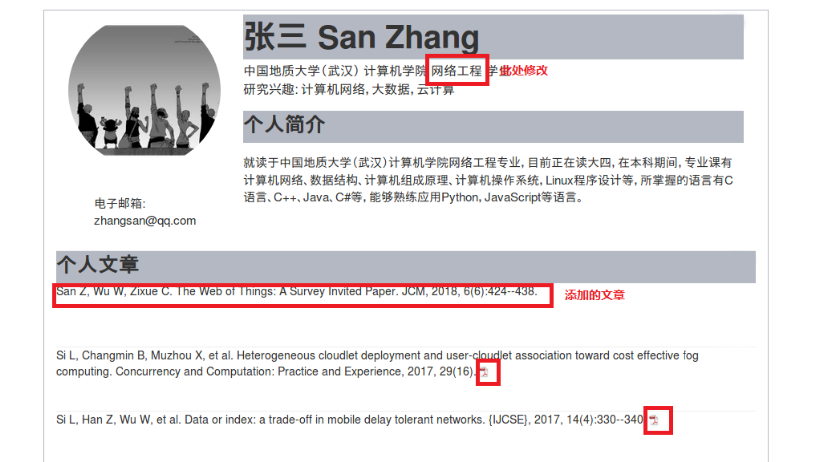 张三 San Zhang
中国地质大学（武汉） 计算机学院 网络工程 学 此处修改
研究兴趣: 计算机网络, 大数据, 云计算
个人简介
就读于中国地质大学（武汉）计算机学院网络工程专业, 目前正在读大四, 在本科期间, 专业课有
计算机网络、数据结构、计算机组成原理、计算机操作系统, Linux程序设计等, 所掌握的语言有C
语言、C++、Java、C#等, 能够熟练应用Python, JavaScript等语言。
电子邮箱:
zhangsan@qq.com
个人文章
San Z, Wu W, Zixue C. The Web of Things: A Survey Invited Paper. JCM, 2018, 6(6):424--438.
添加的文章
Si L, Changmin B, Muzhou X, et al. Heterogeneous cloudlet deployment and user-cloudlet association toward cost effective fog
computing. Concurrency and Computation: Practice and Experience, 2017, 29(16).
Si L, Han Z, Wu W, et al. Data or index: a trade-off in mobile delay tolerant networks. {IJCSE}, 2017, 14(4):330--340